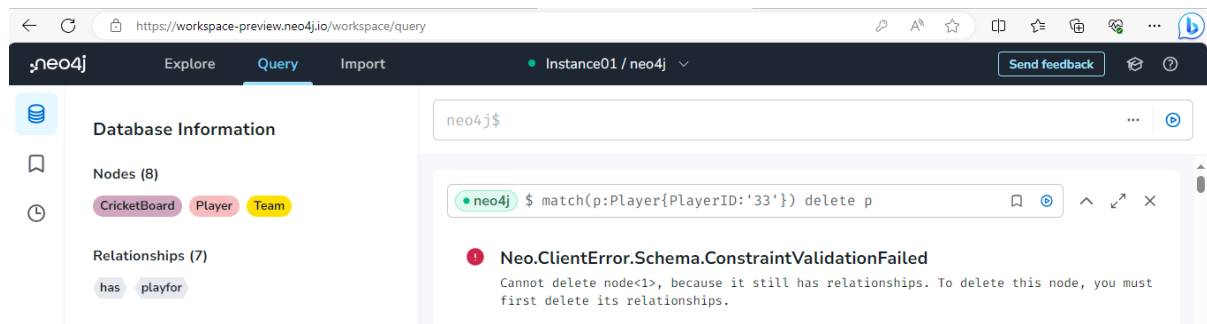 https://workspace-preview.neo4j.io/workspace/query
neo4j Explore Query Import Instance01 / neo4j Send feedback
Database Information
Nodes (8)
CricketBoard Player Team
Relationships (7)
has playfor
neo4j$
neo4j $ match(p:Player{PlayerID:'33'}) delete p
Neo.ClientError.Schema.ConstraintValidationFailed
Cannot delete node<1>, because it still has relationships. To delete this node, you must
first delete its relationships.